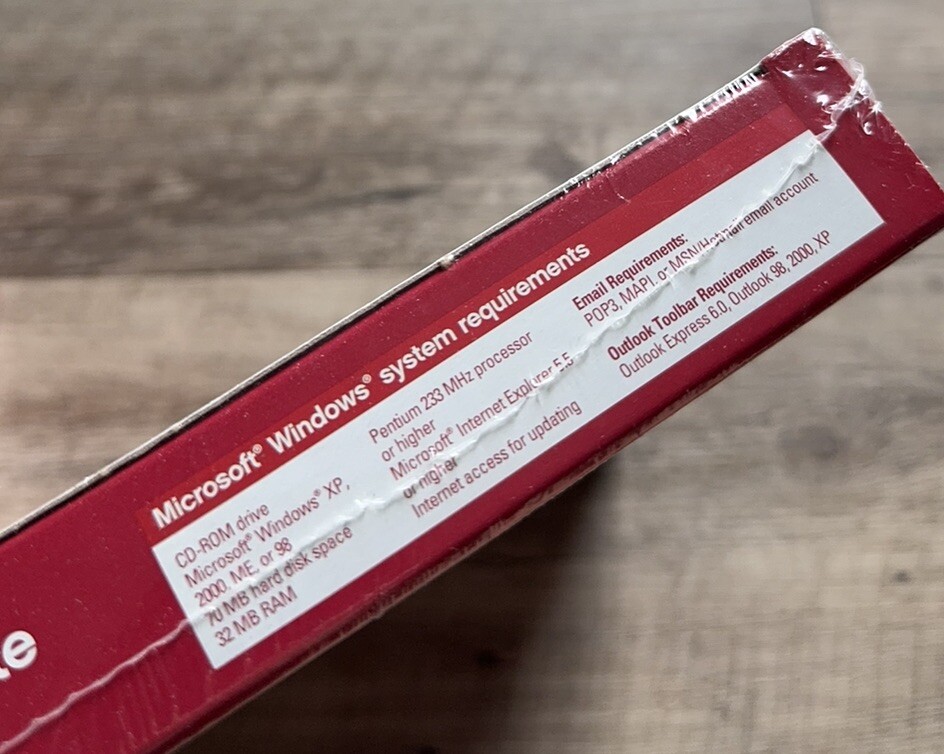 Microsoft® Windows® system requirements
CD-ROM drive
Microsoft® Windows® XP,
2000, ME, or 98
70 MB hard disk space
32 MB RAM
Pentium 233 MHz processor
or higher
Microsoft® Internet Explorer 5.5
or higher
Internet access for updating
Email Requirements:
POP3, MAPI, or MSN/Hotmail email account
Outlook Toolbar Requirements:
Outlook Express 6.0, Outlook 98, 2000, XP